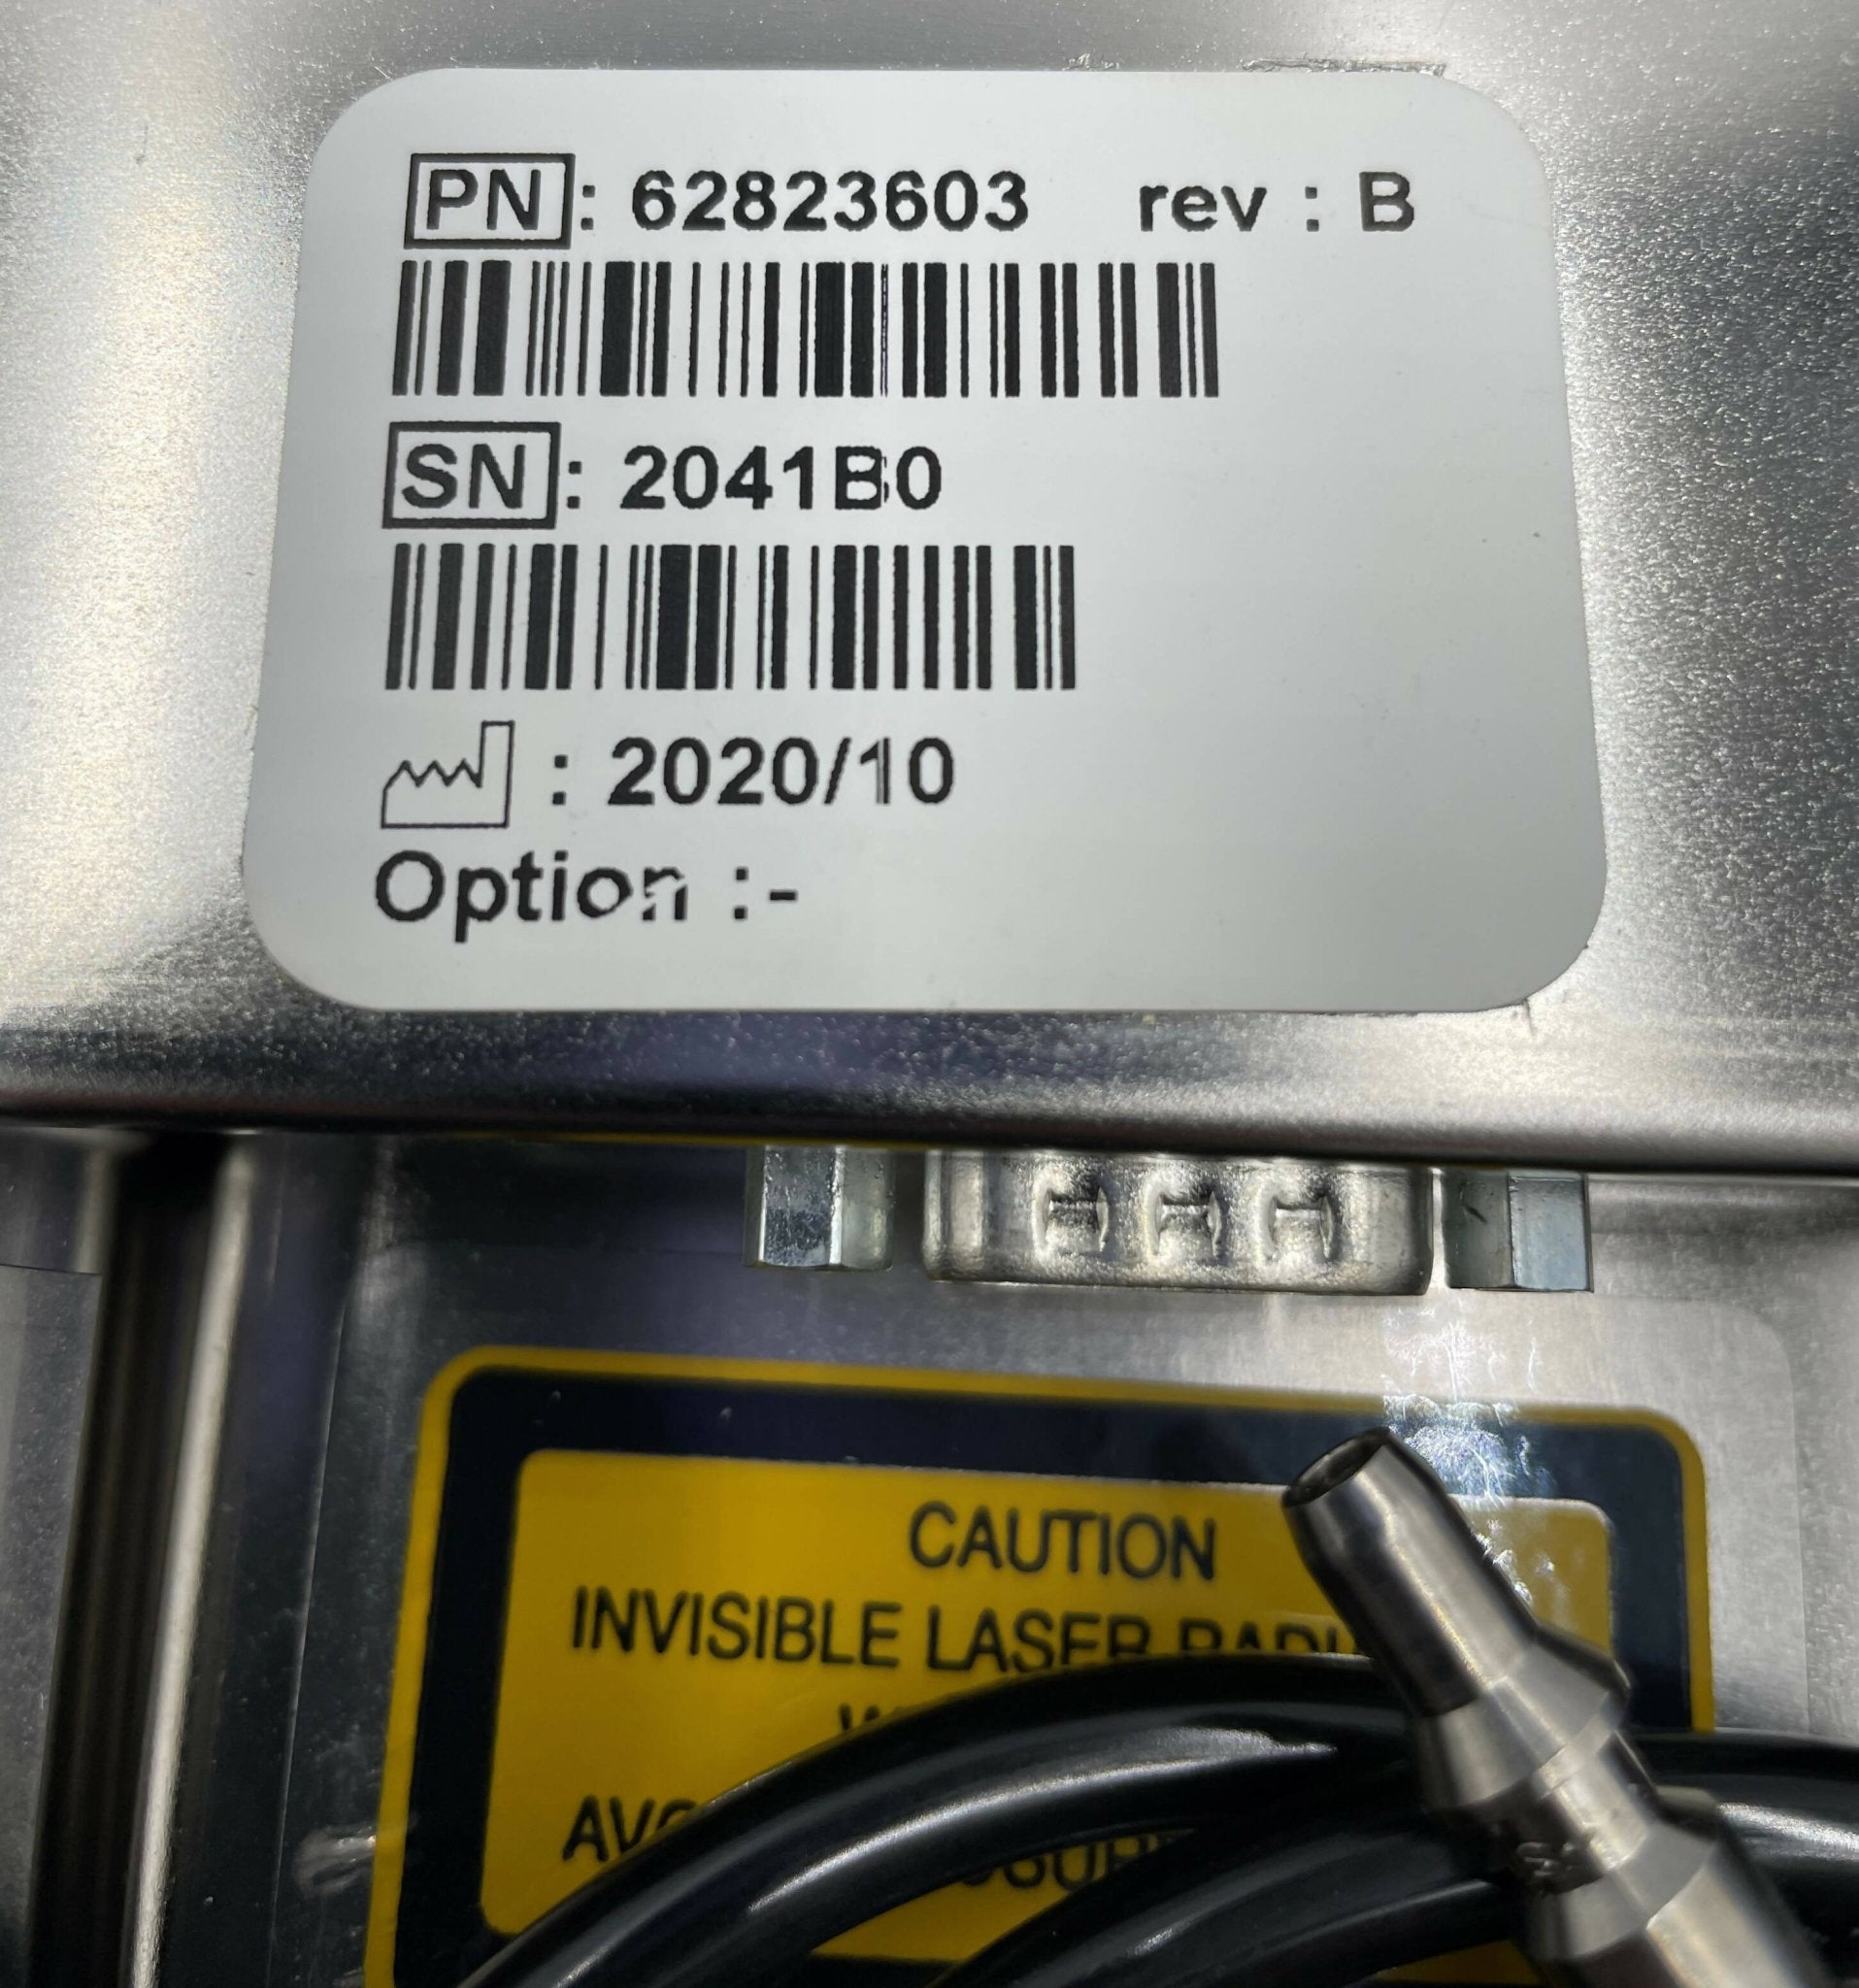 PN: 62823603 rev : B
SN: 2041B0
: 2020/10
Option :-
CAUTION
INVISIBLE LASER